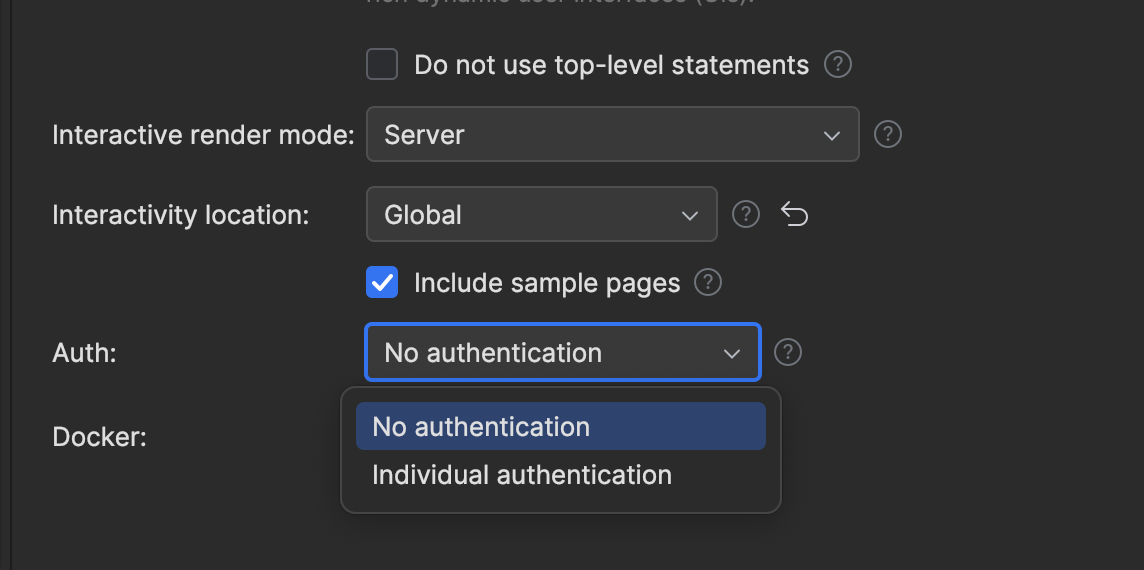 Do not use top-level statements
Interactive render mode: Server
Interactivity location: Global
Include sample pages
Auth: No authentication
No authentication
Docker:
Individual authentication